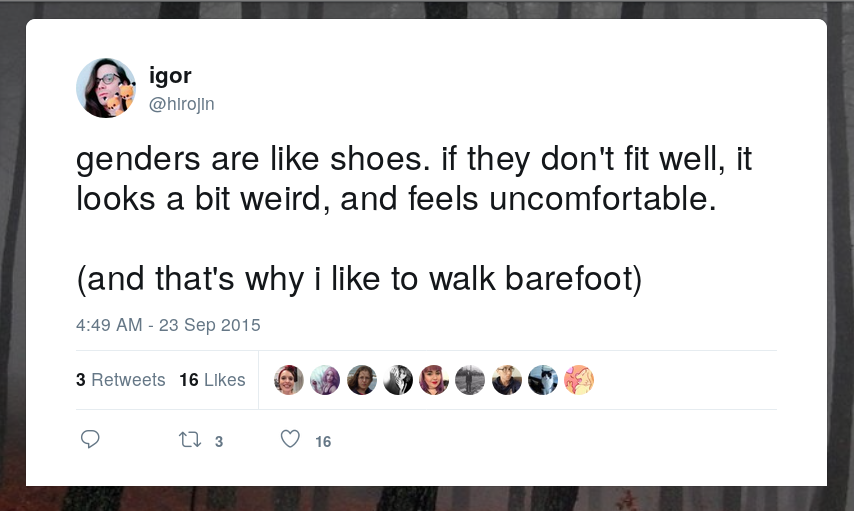 igor
@hirojin
genders are like shoes. if they don't fit well, it
looks a bit weird, and feels uncomfortable.
(and that's why i like to walk barefoot)
4:49 AM - 23 Sep 2015
3 Retweets 16 Likes
3 16